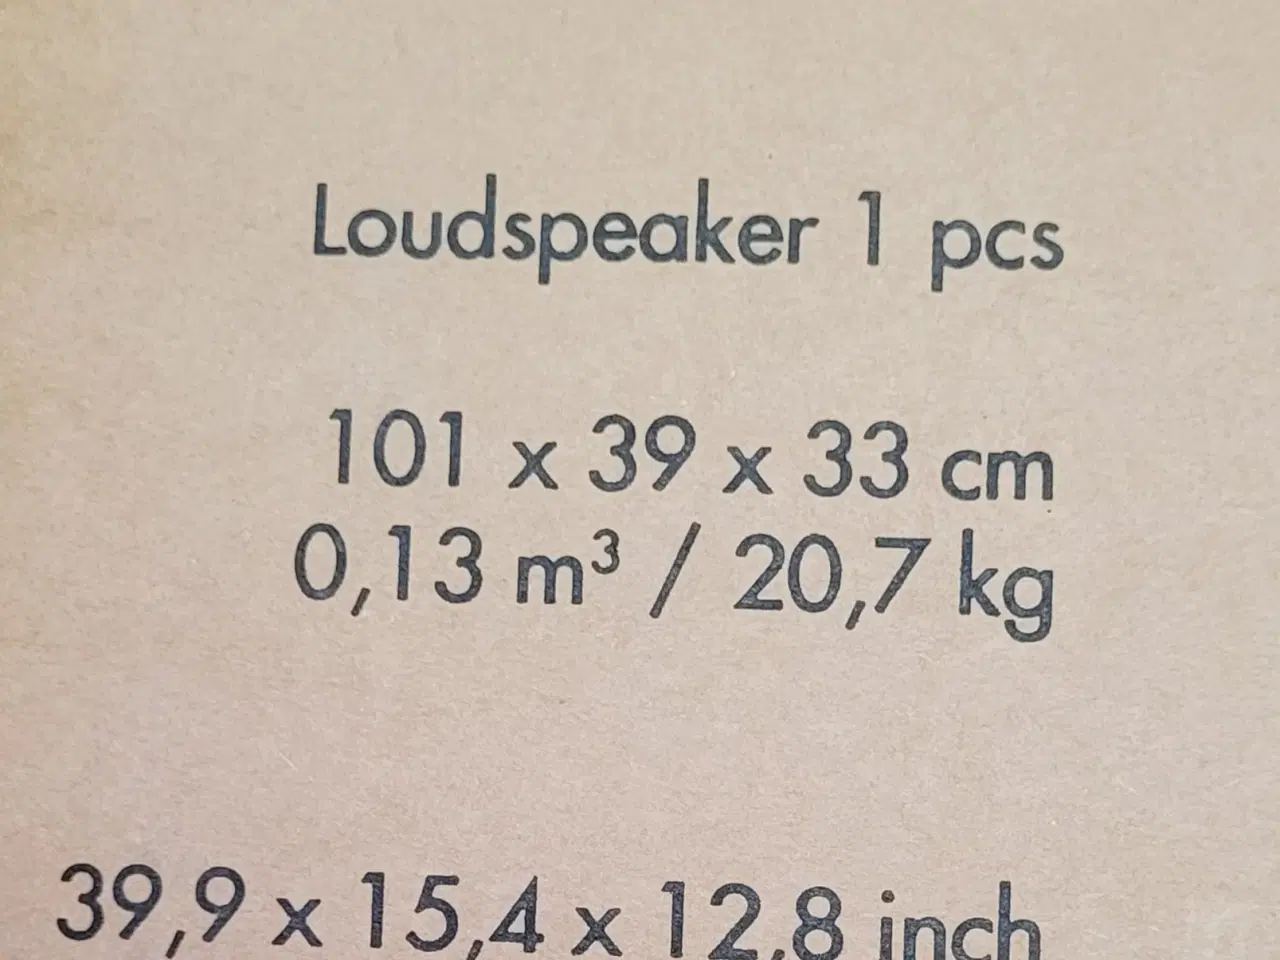 Loudspeaker 1 pcs
101 x 39 x 33 cm
0,13 m³ / 20,7 kg
39,9 x 15,4 x 12,8 inch